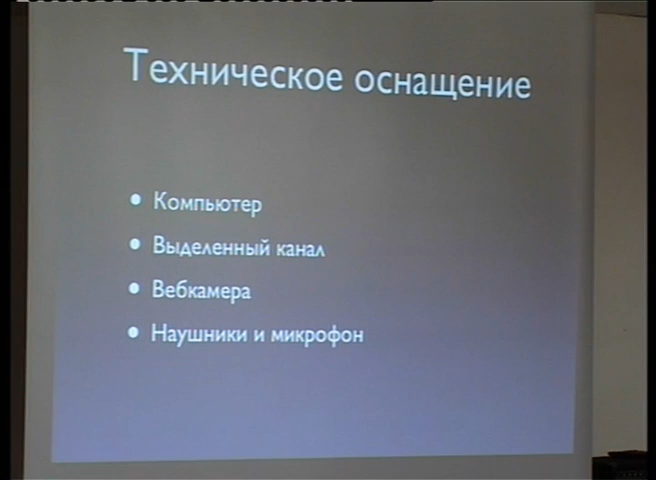 Техническое оснащение
• Компьютер
• Выделенный канал
• Вебкамера
• Наушники и микрофон